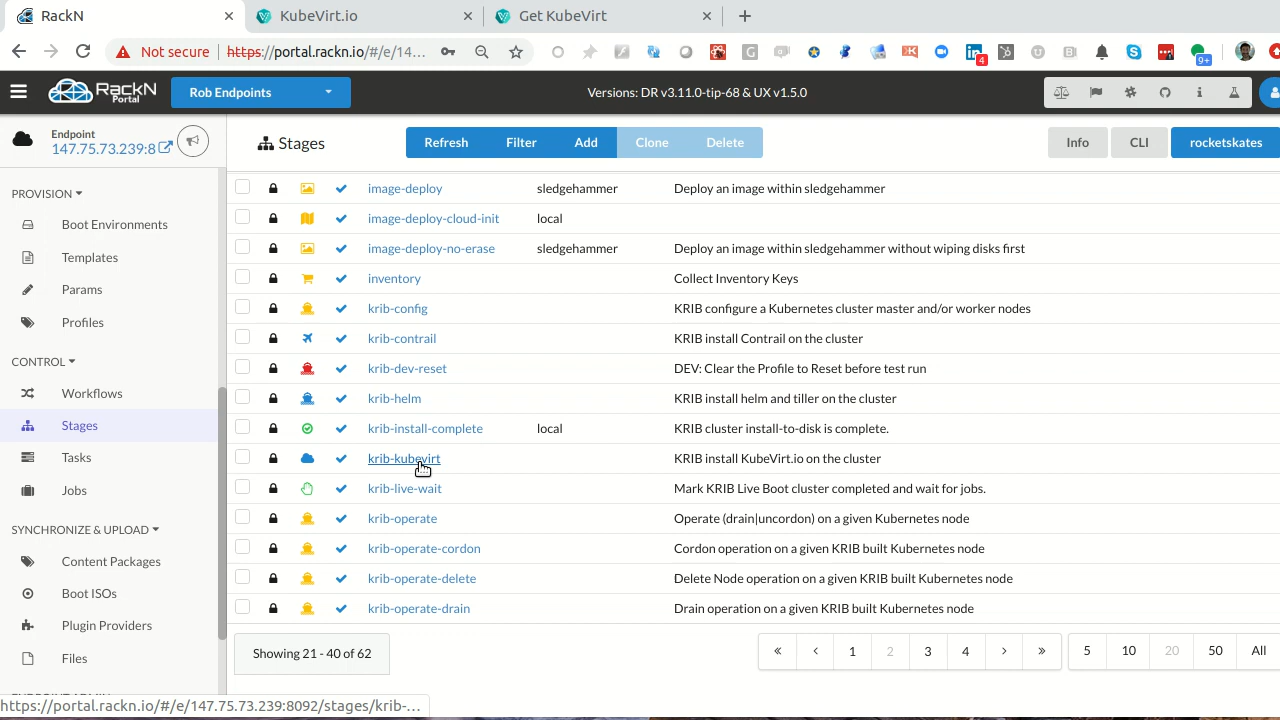 RackN
KubeVirt.io
Get KubeVirt
Not secure
https://portal.rackn.io/#/e/14...
4
9+
RackN
Portal
Rob Endpoints
Versions: DR v3.11.0-tip-68 & UX v1.5.0
Endpoint
147.75.73.239:8
Stages
Refresh
Filter
Add
Clone
Delete
Info
CLI
rocketskates
PROVISION
Boot Environments
Templates
Params
Profiles
CONTROL
Workflows
Stages
Tasks
Jobs
SYNCHRONIZE & UPLOAD
Content Packages
Boot ISOs
Plugin Providers
Files
image-deploy sledgehammer Deploy an image within sledgehammer
image-deploy-cloud-init local
image-deploy-no-erase sledgehammer Deploy an image within sledgehammer without wiping disks first
inventory Collect Inventory Keys
krib-config KRIB configure a Kubernetes cluster master and/or worker nodes
krib-contrail KRIB install Contrail on the cluster
krib-dev-reset DEV: Clear the Profile to Reset before test run
krib-helm KRIB install helm and tiller on the cluster
krib-install-complete local KRIB cluster install-to-disk is complete.
krib-kubevirt KRIB install KubeVirt.io on the cluster
krib-live-wait Mark KRIB Live Boot cluster completed and wait for jobs.
krib-operate Operate (drain|uncordon) on a given Kubernetes node
krib-operate-cordon Cordon operation on a given KRIB built Kubernetes node
krib-operate-delete Delete Node operation on a given KRIB built Kubernetes node
krib-operate-drain Drain operation on a given KRIB built Kubernetes node
Showing 21 - 40 of 62
« ‹ 1 2 3 4 › »
5 10 20 50 All
https://portal.rackn.io/#/e/147.75.73.239:8092/stages/krib-...